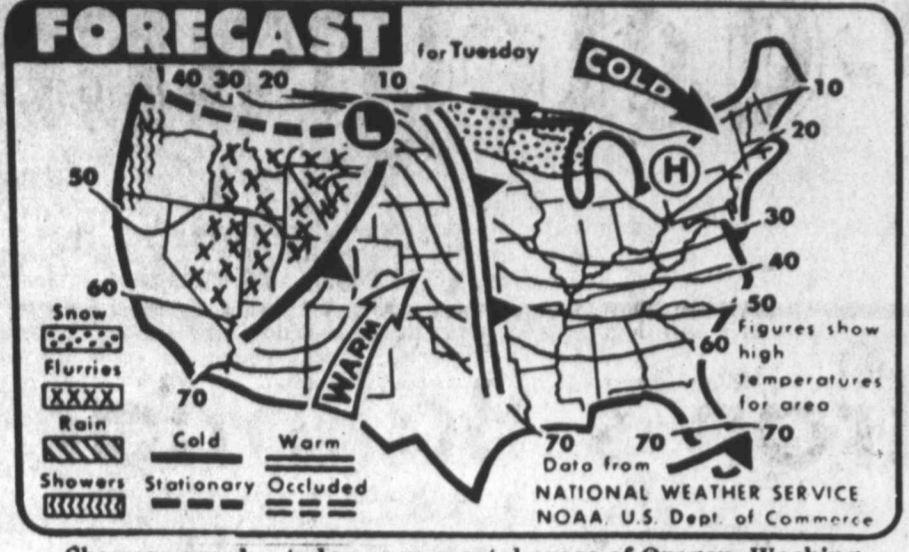 FORECAST
for Tuesday
COLD
40 30 20 10
10
L
20
H
50
30
40
60
50
Snow
Figures show
60 high
Flurries
temperatures
XXXX
WARM
for area
70
Rain
Cold Warm
70 70 70
Data from
Showers
Stationary Occluded
NATIONAL WEATHER SERVICE
NOAA, U.S. Dept. of Commerce